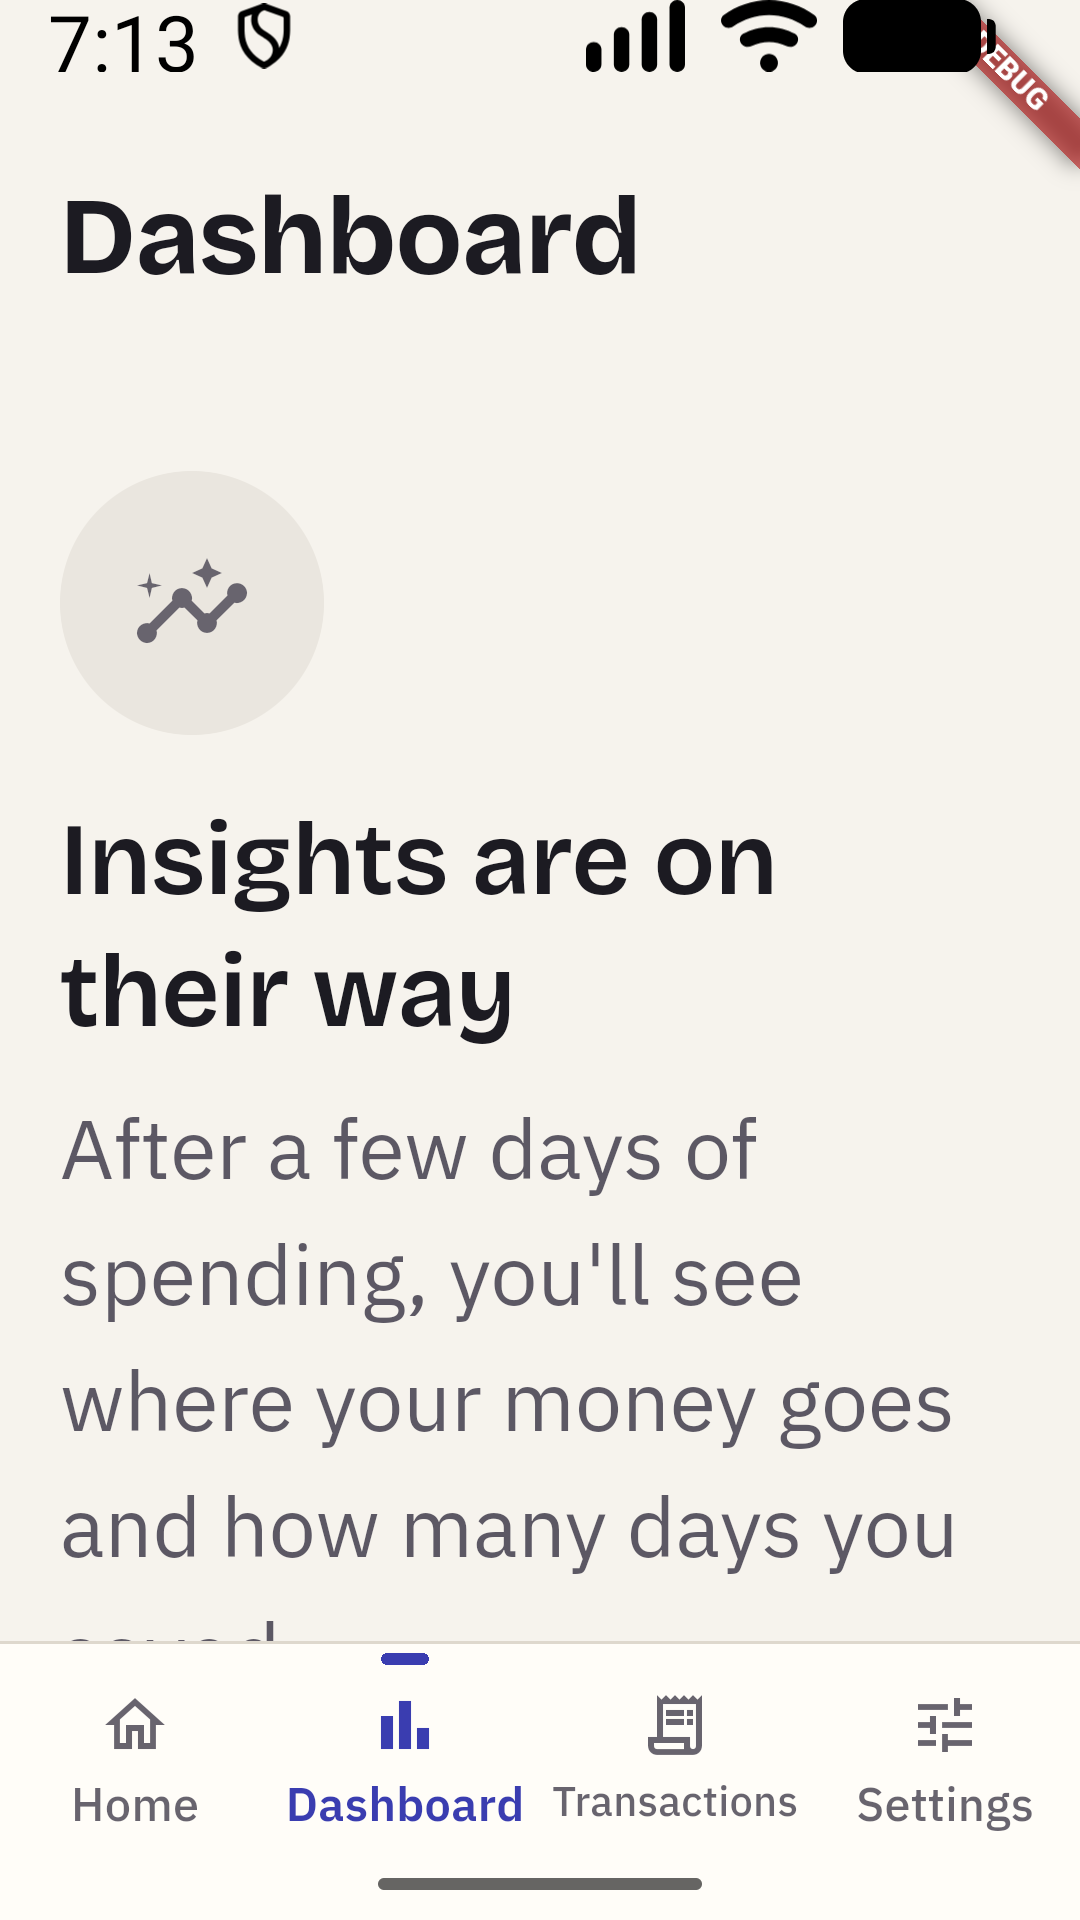 7:13
DEBUG
Dashboard
Insights are on
their way
After a few days of
spending, you'll see
where your money goes
and how many days you
Home
Dashboard
Transactions
Settings